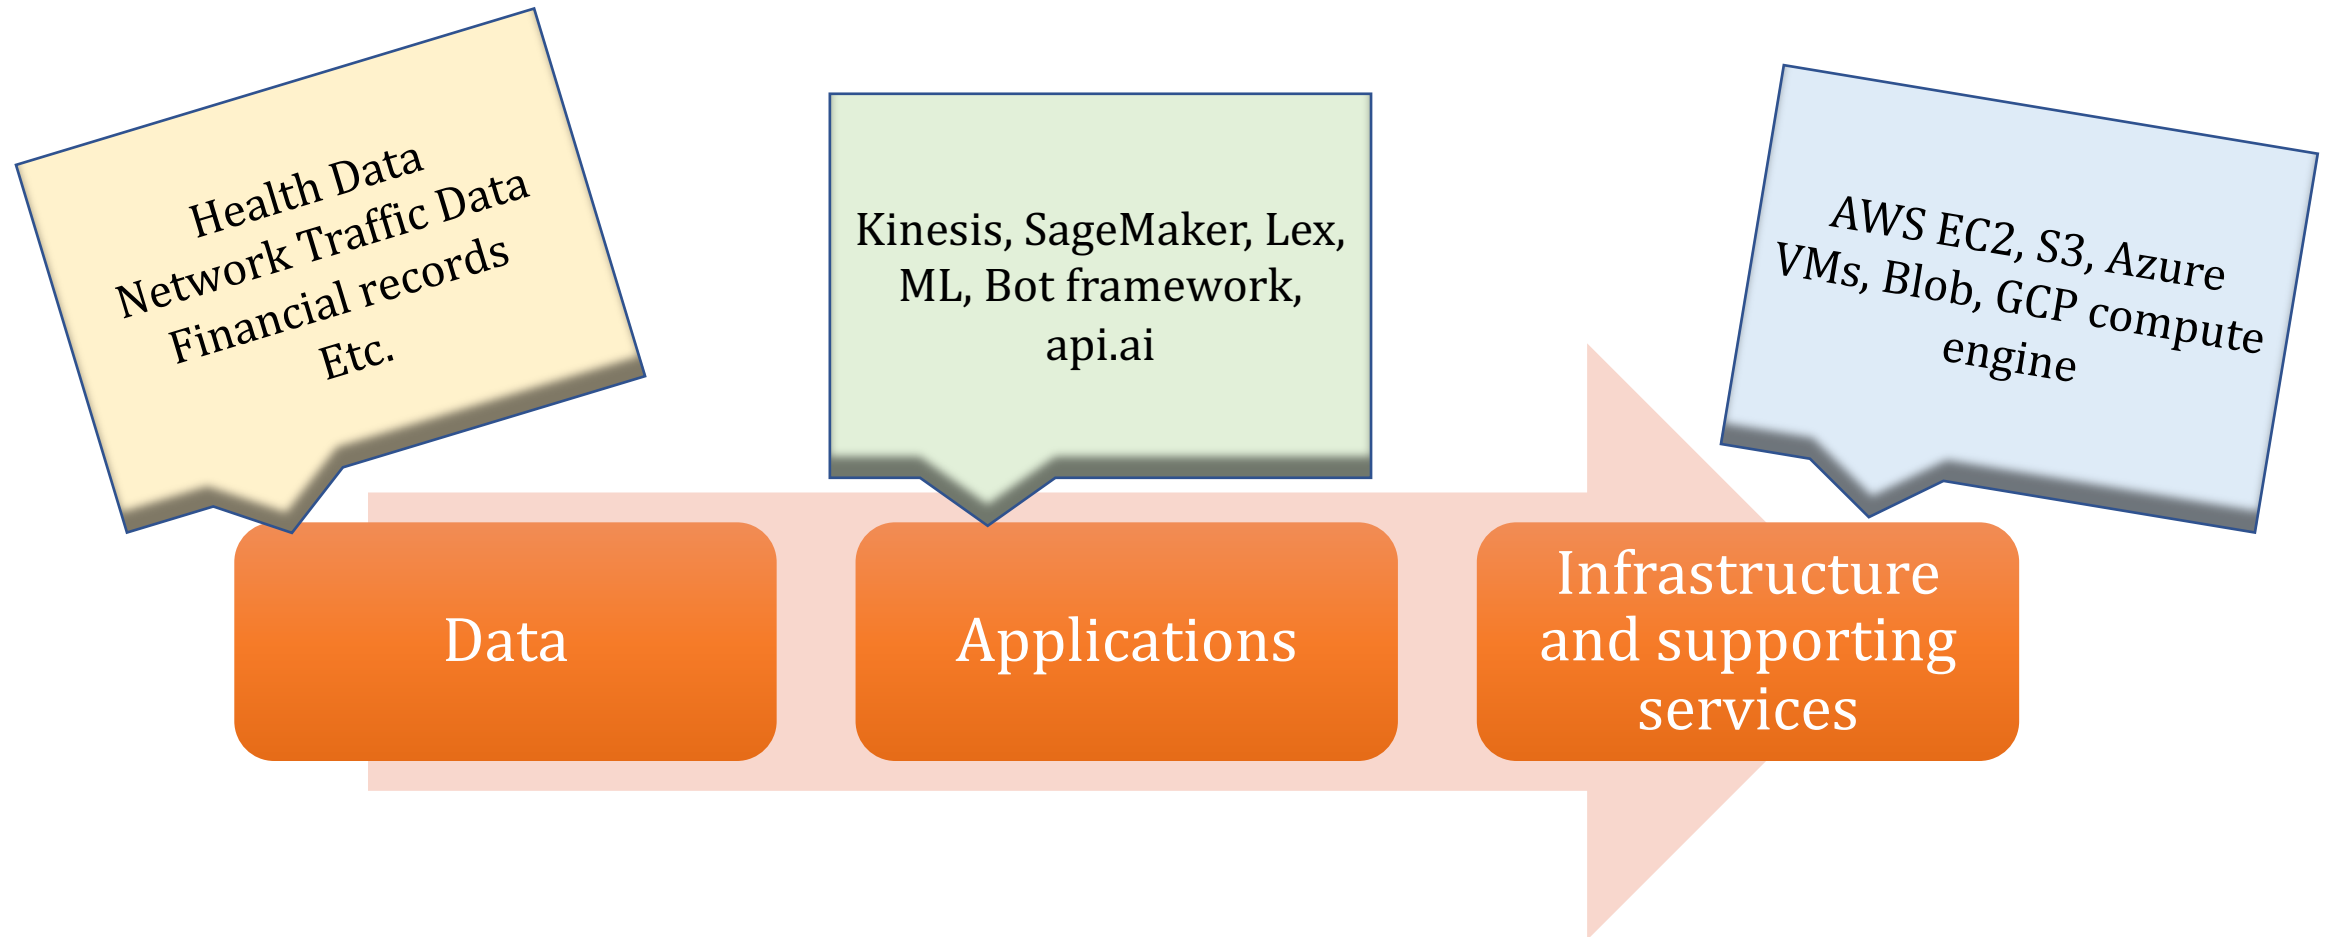 Health Data
Network Traffic Data
Financial records
Etc.
Kinesis, SageMaker, Lex,
ML, Bot framework,
api.ai
AWS EC2, S3, Azure
VMs, Blob, GCP compute
engine
Data
Applications
Infrastructure
and supporting
services